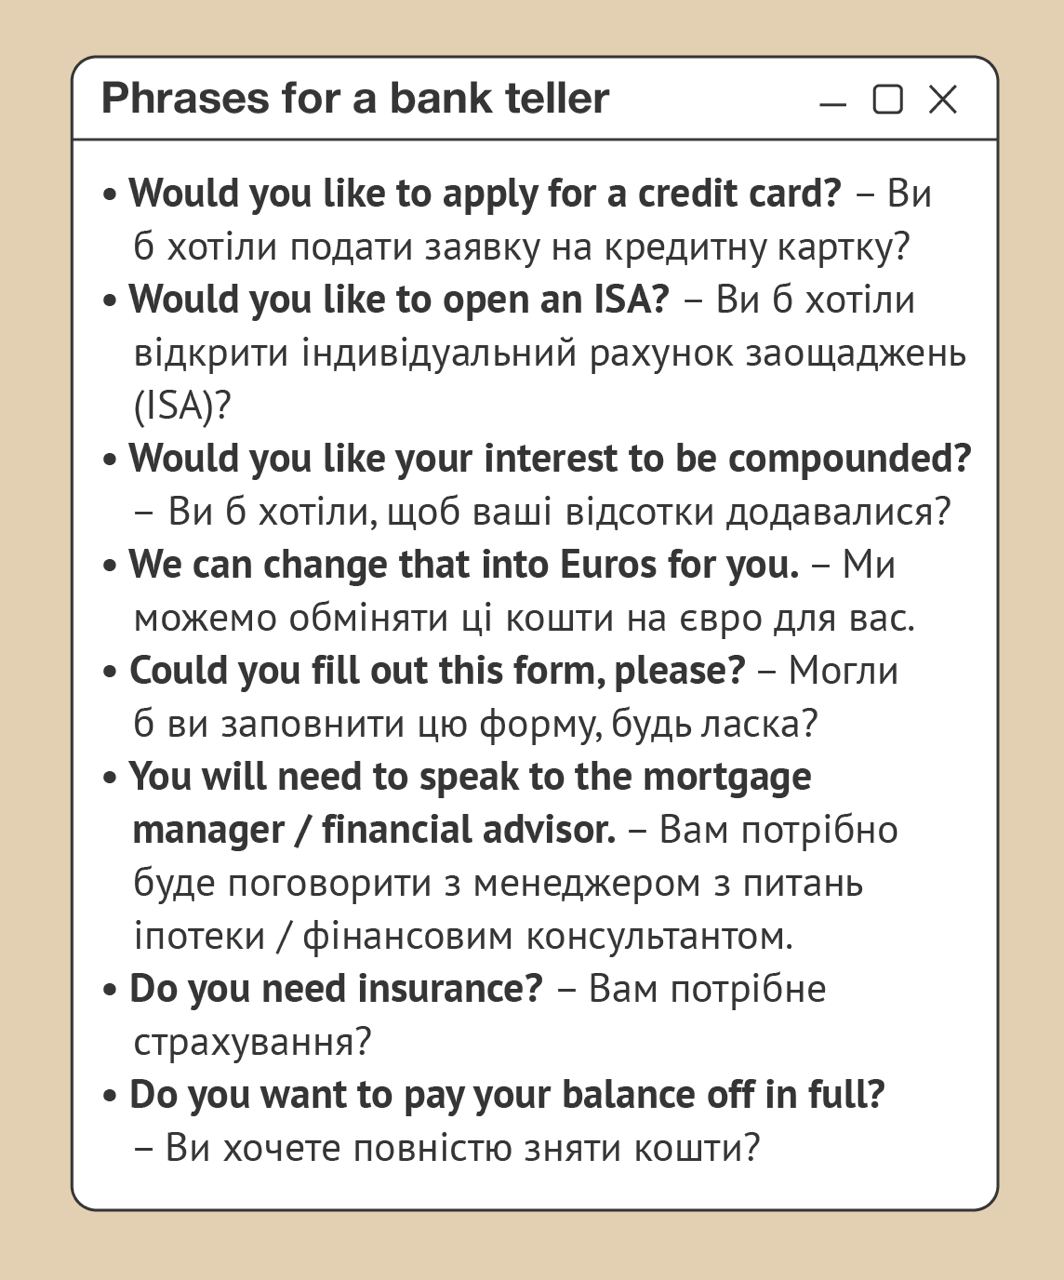 Phrases for a bank teller
• Would you like to apply for a credit card? – Ви
б хотіли подати заявку на кредитну картку?
• Would you like to open an ISA? – Ви б хотіли
відкрити індивідуальний рахунок заощаджень
(ISA)?
• Would you like your interest to be compounded?
– Ви б хотіли, щоб ваші відсотки додавалися?
• We can change that into Euros for you. – Ми
можемо обміняти ці кошти на євро для вас.
• Could you fill out this form, please? – Могли
б ви заповнити цю форму, будь ласка?
• You will need to speak to the mortgage
manager / financial advisor. – Вам потрібно
буде поговорити з менеджером з питань
іпотеки / фінансовим консультантом.
• Do you need insurance? – Вам потрібне
страхування?
• Do you want to pay your balance off in full?
– Ви хочете повністю зняти кошти?